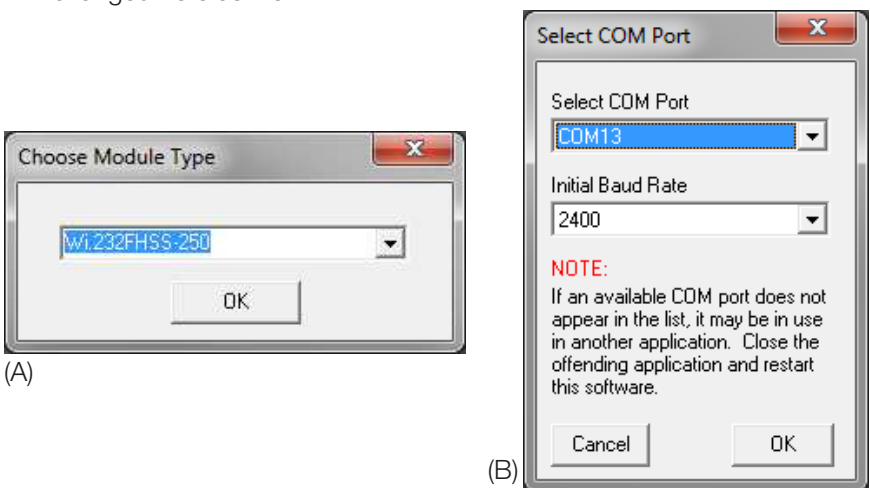 Choose Module Type
Wi.232FHSS-250
OK
(A)
Select COM Port
Select COM Port
COM13
Initial Baud Rate
2400
NOTE:
If an available COM port does not
appear in the list, it may be in use
in another application. Close the
offending application and restart
this software.
Cancel OK
(B)